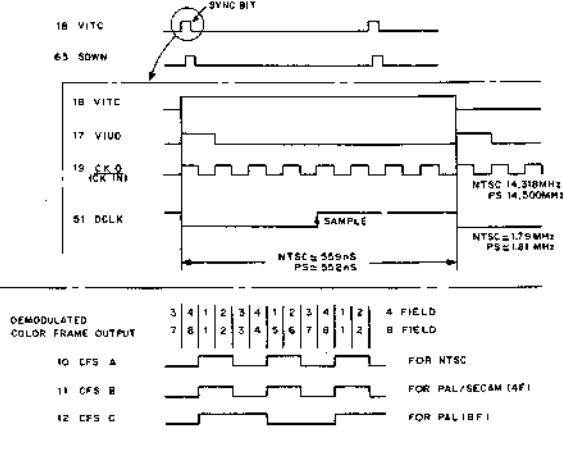 SYNC BIT
18 VITC
63 SDWN
18 VITC
17 VIUD
19 CK O
(CK IN)
NTSC 14,318MHz
PS 14,500MHz
51 DCLK
SAMPLE
NTSC≅1.79MHz
PS≅1.81 MHz
NTSC≅559nS
PS≅552nS
DEMODULATED
COLOR FRAME OUTPUT
3 4 1 2 3 4 1 2 3 4 1 2 4 FIELD
7 8 1 2 3 4 5 6 7 8 1 2 8 FIELD
10 CFS A FOR NTSC
11 CFS B FOR PAL/SECAM (4F)
12 CFS C FOR PAL(8F)